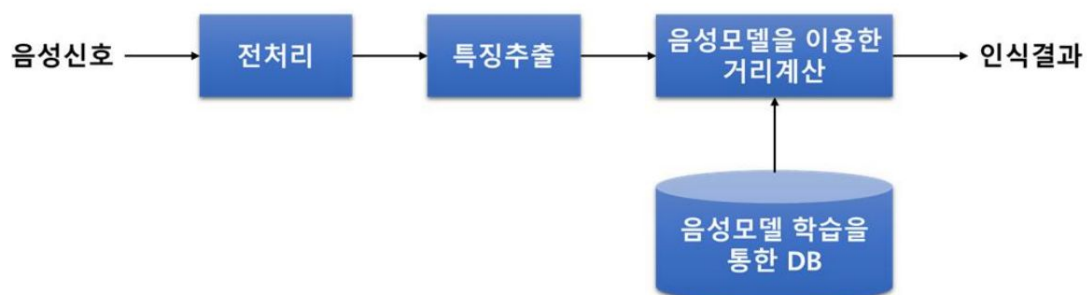 음성신호
전처리
특징추출
음성모델을 이용한
거리계산
인식결과
음성모델 학습을
통한 DB